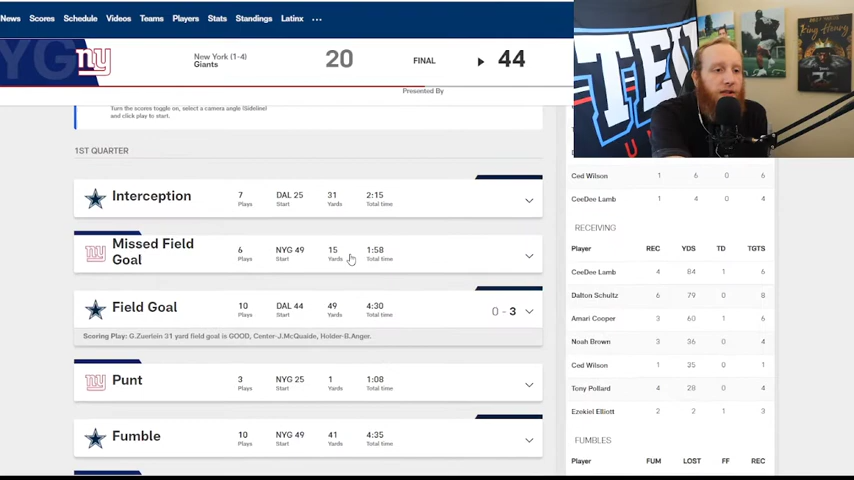 News Scores Schedule Videos Teams Players Stats Standings Latinx ...
NYG
ny
New York (1-4)
Giants
20
FINAL
44
Presented By
Turn the scores toggle on, select a camera angle (Sideline)
and click play to start.
1ST QUARTER
Interception 7 DAL 25 31 2:15
Plays Start Yards Total time
Missed Field
Goal
6 NYG 49 15 1:58
Plays Start Yards Total time
Field Goal 10 DAL 44 49 4:30 0 - 3
Plays Start Yards Total time
Scoring Play: G.Zuerlein 31 yard field goal is GOOD, Center-J.McQuaide, Holder-B.Anger.
Punt 3 NYG 25 1 1:08
Plays Start Yards Total time
Fumble 10 NYG 49 41 4:35
Plays Start Yards Total time
King Henry
Ced Wilson 1 6 0 6
CeeDee Lamb 1 4 0 4
RECEIVING
Player REC YDS TD TGTS
CeeDee Lamb 4 84 1 6
Dalton Schultz 6 79 0 8
Amari Cooper 3 60 1 6
Noah Brown 3 36 0 4
Ced Wilson 1 35 0 1
Tony Pollard 4 28 0 4
Ezekiel Elliott 2 2 1 3
FUMBLES
Player FUM LOST FF REC